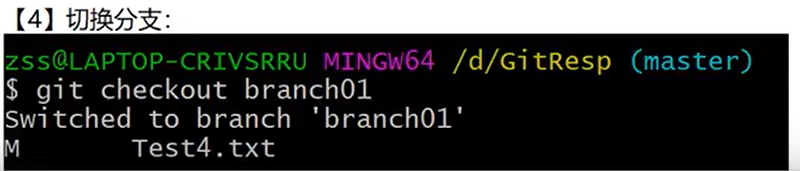 【4】切换分支：
zss@LAPTOP-CRIVSRRU MINGW64 /d/GitResp (master)
$ git checkout branch01
Switched to branch 'branch01'
M       Test4.txt